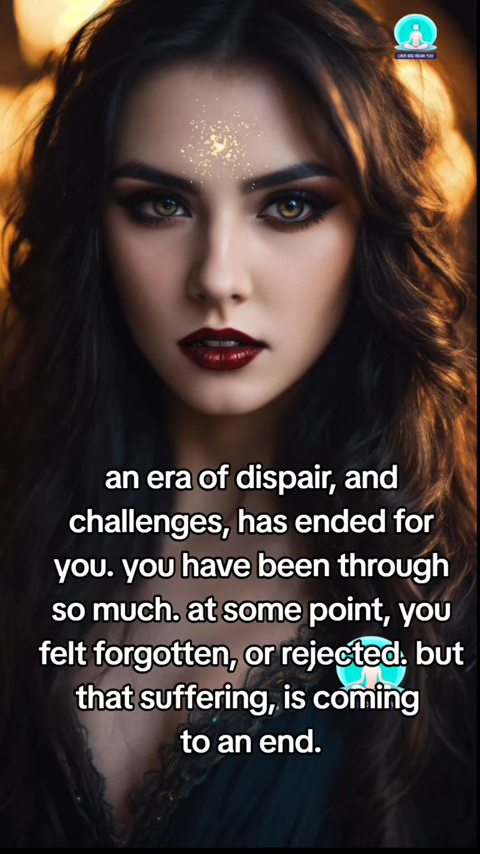 an era of dispair, and
challenges, has ended for
you. you have been through
so much. at some point, you
felt forgotten, or rejected. but
that suffering, is coming
to an end.